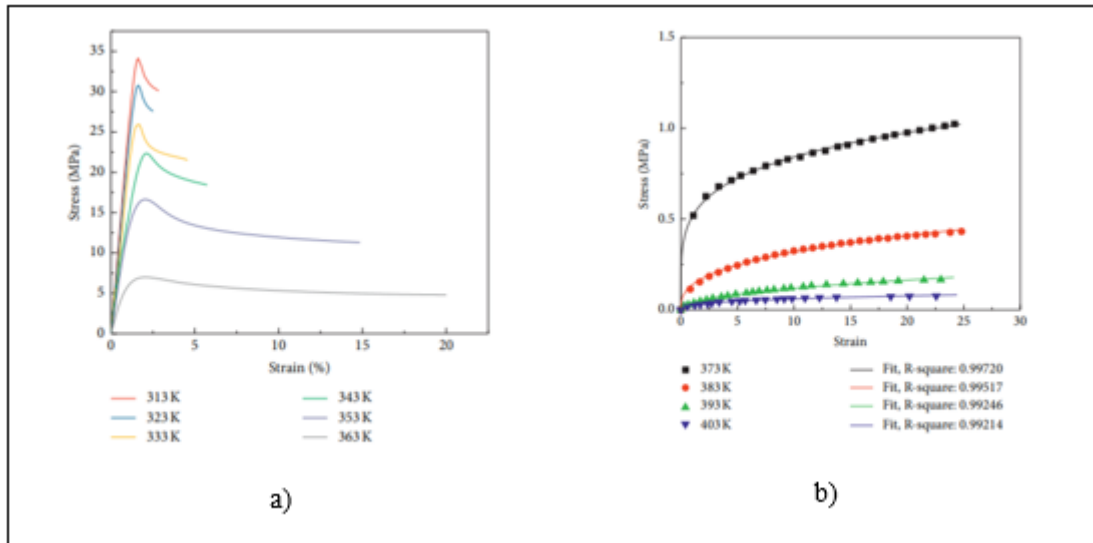 35
30
25
20
15
10
5
0
Stress (MPa)
0 5 10 15 20
Strain (%)
313 K 343 K
323 K 353 K
333 K 363 K
a)
1.5
1.0
0.5
0.0
Stress (MPa)
0 5 10 15 20 25 30
Strain
373 K Fit, R-square: 0.99720
383 K Fit, R-square: 0.99517
393 K Fit, R-square: 0.99246
403 K Fit, R-square: 0.99214
b)